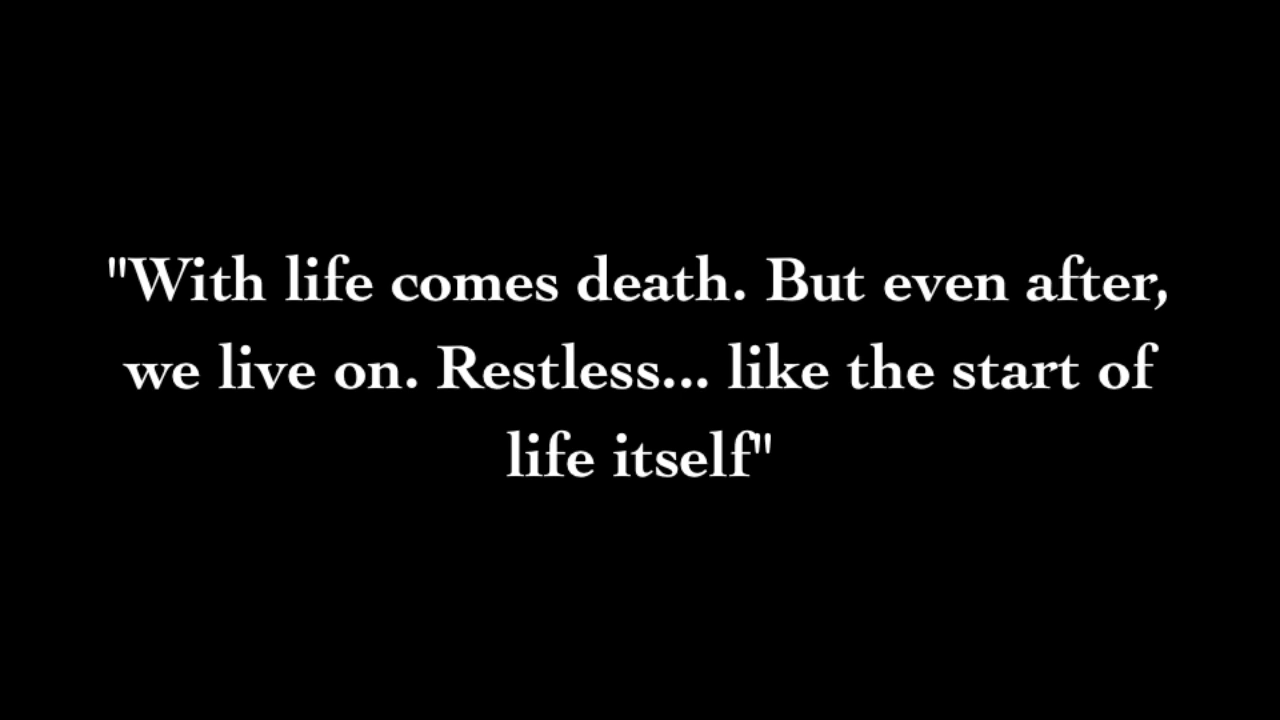 "With life comes death. But even after,
we live on. Restless... like the start of
life itself"